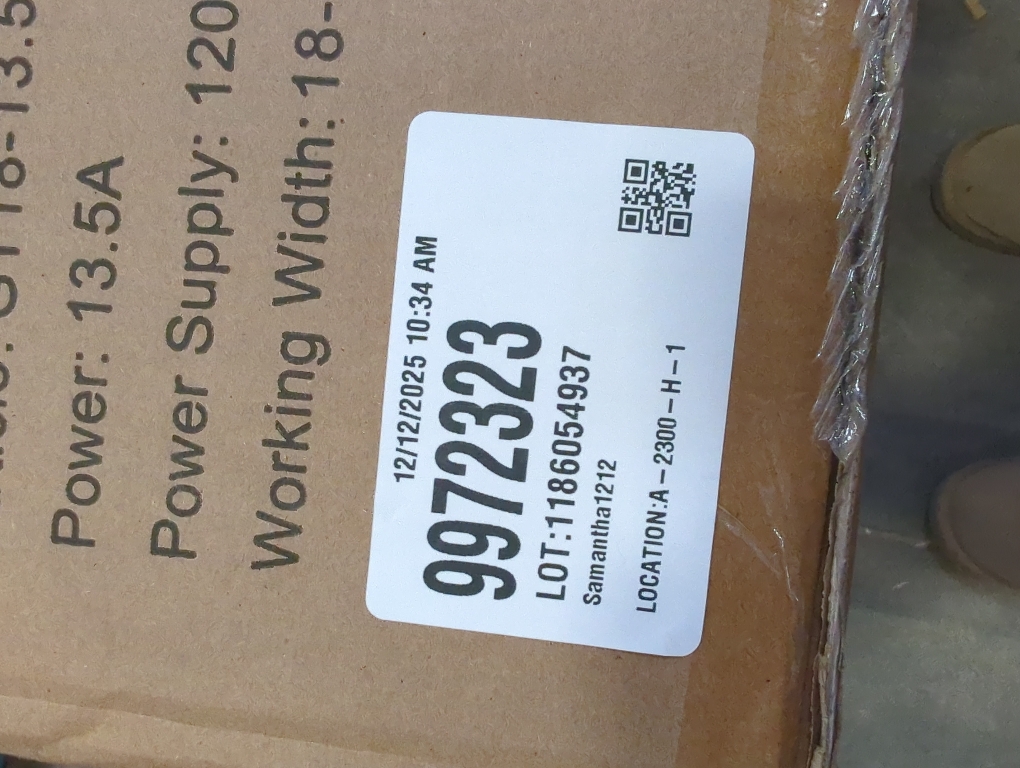 Power: 13.5A
Power Supply: 120
Working Width: 18-
12/12/2025 10:34 AM
9972323
LOT:1186054937
Samantha1212
LOCATION:A-2300-H-1